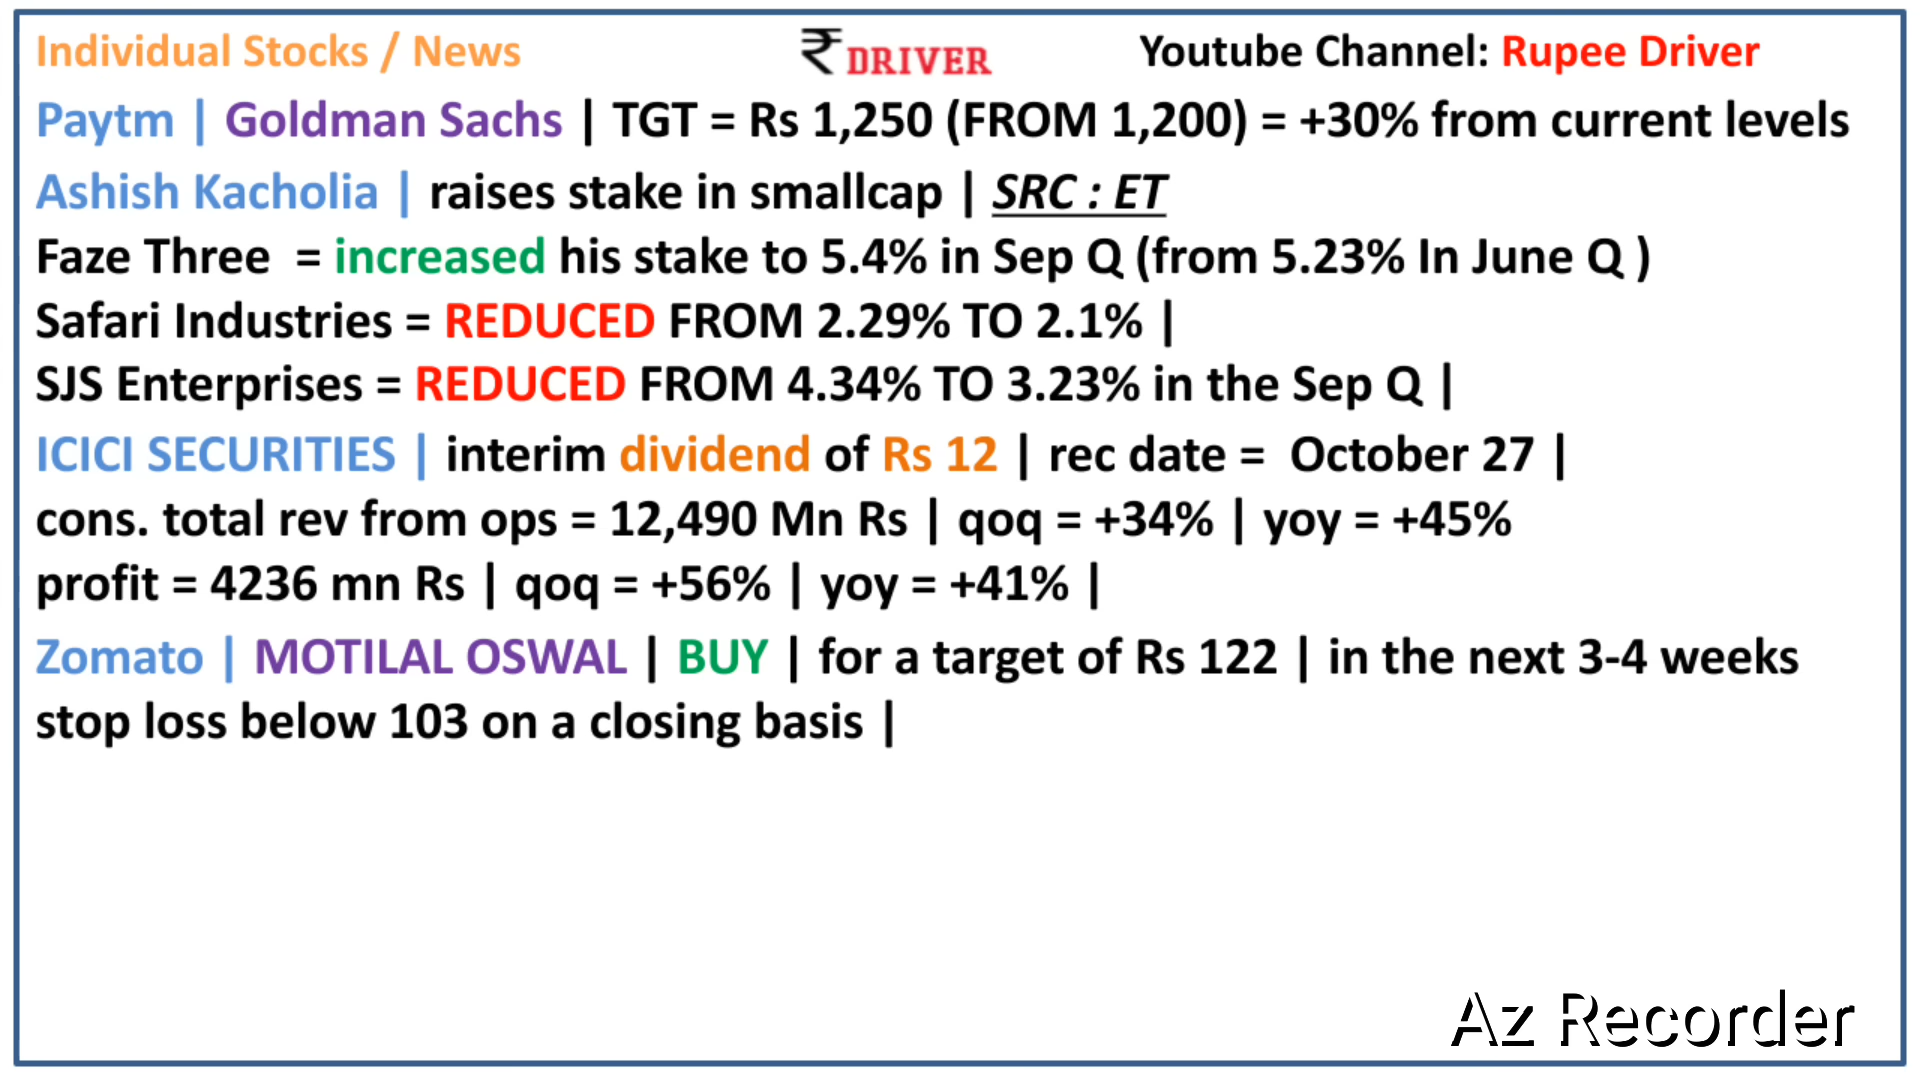 Individual Stocks / News ₹ DRIVER Youtube Channel: Rupee Driver
Paytm | Goldman Sachs | TGT = Rs 1,250 (FROM 1,200) = +30% from current levels
Ashish Kacholia | raises stake in smallcap | SRC : ET
Faze Three = increased his stake to 5.4% in Sep Q (from 5.23% In June Q )
Safari Industries = REDUCED FROM 2.29% TO 2.1% |
SJS Enterprises = REDUCED FROM 4.34% TO 3.23% in the Sep Q |
ICICI SECURITIES | interim dividend of Rs 12 | rec date = October 27 |
cons. total rev from ops = 12,490 Mn Rs | qoq = +34% | yoy = +45%
profit = 4236 mn Rs | qoq = +56% | yoy = +41% |
Zomato | MOTILAL OSWAL | BUY | for a target of Rs 122 | in the next 3-4 weeks
stop loss below 103 on a closing basis |
Az Recorder